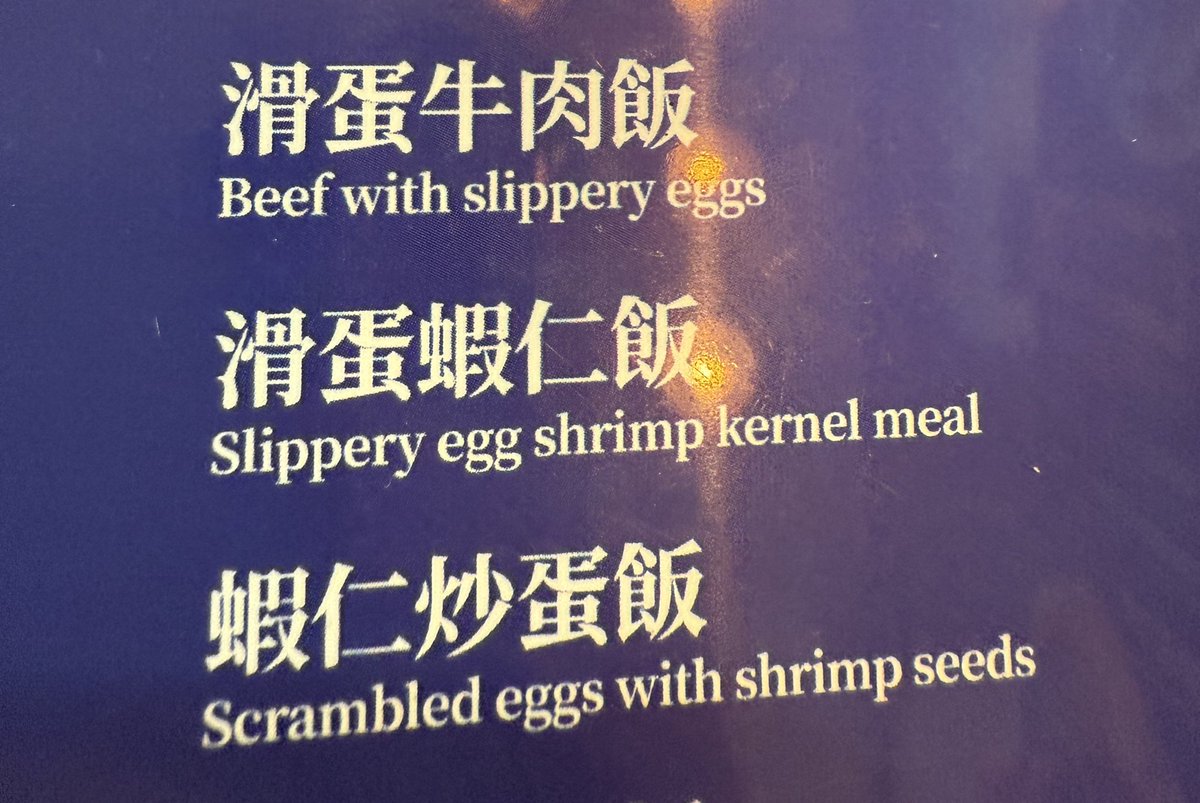 滑蛋牛肉飯
Beef with slippery eggs
滑蛋蝦仁飯
Slippery egg shrimp kernel meal
蝦仁炒蛋飯
Scrambled eggs with shrimp seeds